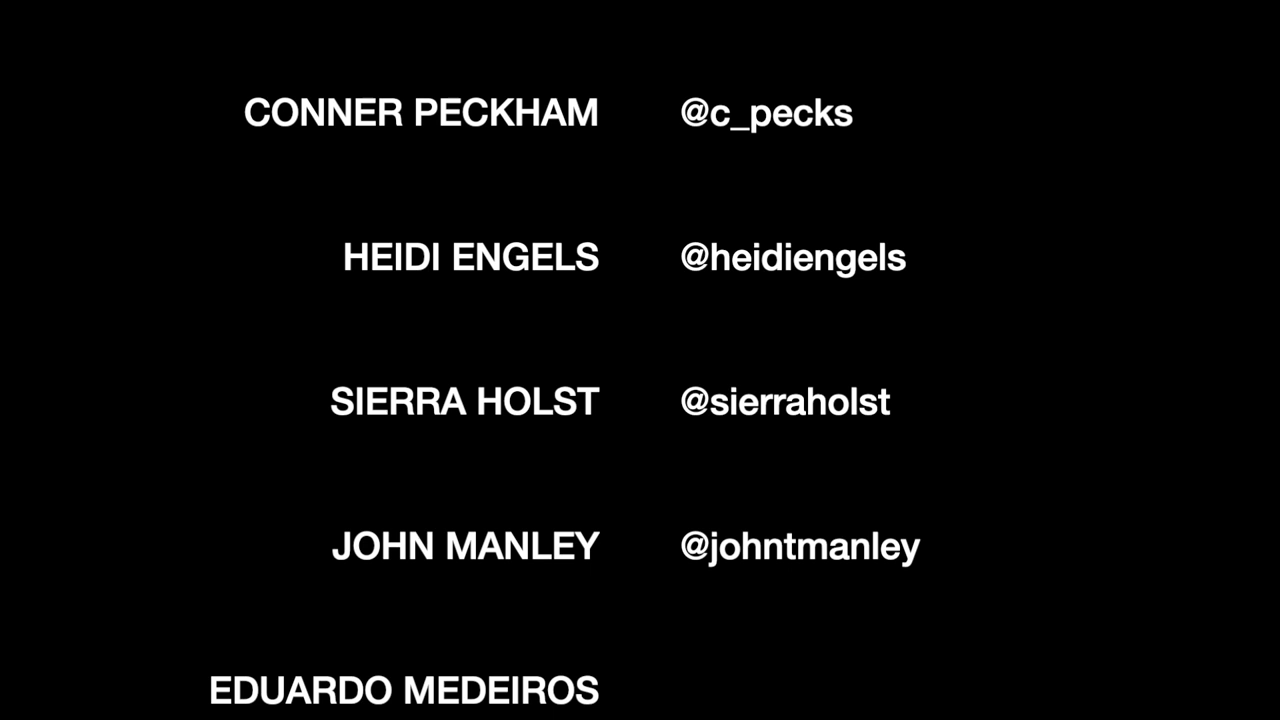 CONNER PECKHAM @c_pecks
HEIDI ENGELS @heidiengels
SIERRA HOLST @sierraholst
JOHN MANLEY @johntmanley
EDUARDO MEDEIROS